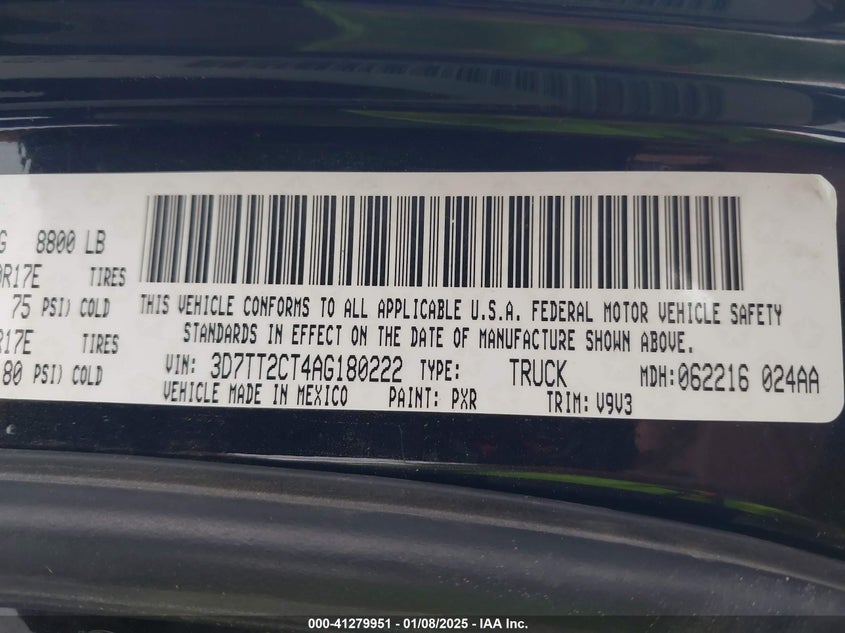 G 8800 LB
0R17E TIRES
75 PSI) COLD
R17E TIRES
80 PSI) COLD
THIS VEHICLE CONFORMS TO ALL APPLICABLE U.S.A. FEDERAL MOTOR VEHICLE SAFETY
STANDARDS IN EFFECT ON THE DATE OF MANUFACTURE SHOWN ABOVE.
VIN: 3D7TT2CT4AG180222 TYPE: TRUCK MDH:062216 024AA
VEHICLE MADE IN MEXICO PAINT: PXR TRIM: V9V3
000-41279951 - 01/08/2025 - IAA Inc.